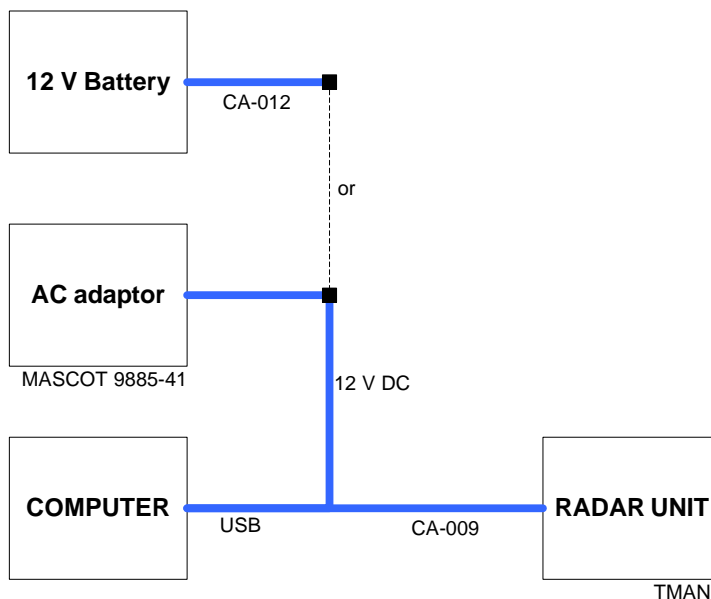 12 V Battery
CA-012
or
AC adaptor
MASCOT 9885-41
12 V DC
COMPUTER
USB
CA-009
RADAR UNIT
TMAN